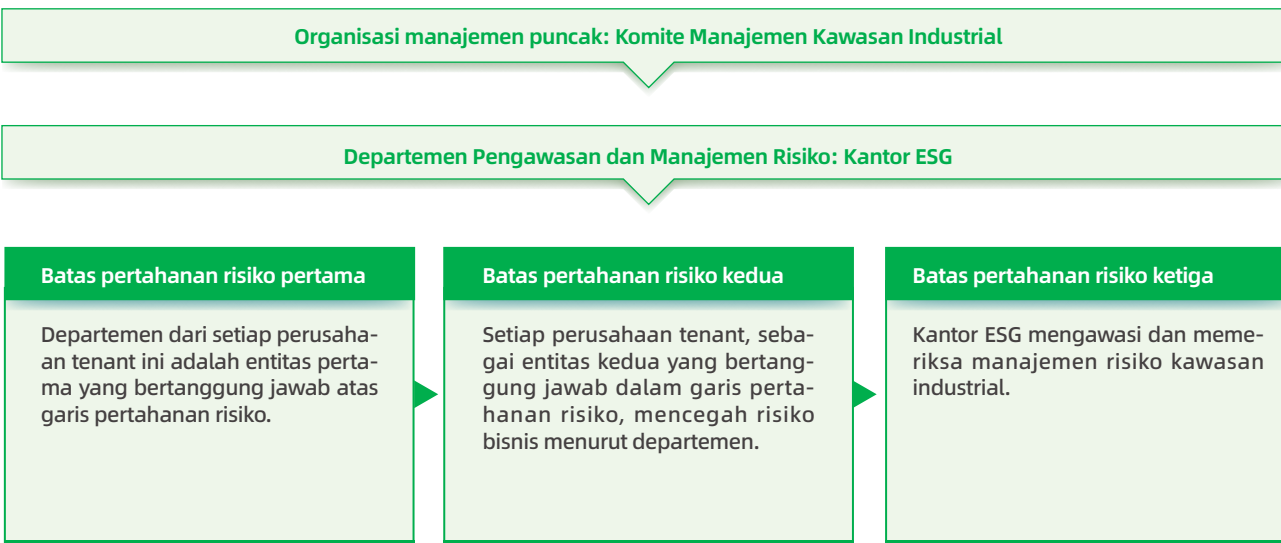 Organisasi manajemen puncak: Komite Manajemen Kawasan Industrial
Departemen Pengawasan dan Manajemen Risiko: Kantor ESG
Batas pertahanan risiko pertama
Departemen dari setiap perusaha-
an tenant ini adalah entitas perta-
ma yang bertanggung jawab atas
garis pertahanan risiko.
Batas pertahanan risiko kedua
Setiap perusahaan tenant, seba-
gai entitas kedua yang bertang-
gung jawab dalam garis perta-
hanan risiko, mencegah risiko
bisnis menurut departemen.
Batas pertahanan risiko ketiga
Kantor ESG mengawasi dan meme-
riksa manajemen risiko kawasan
industrial.